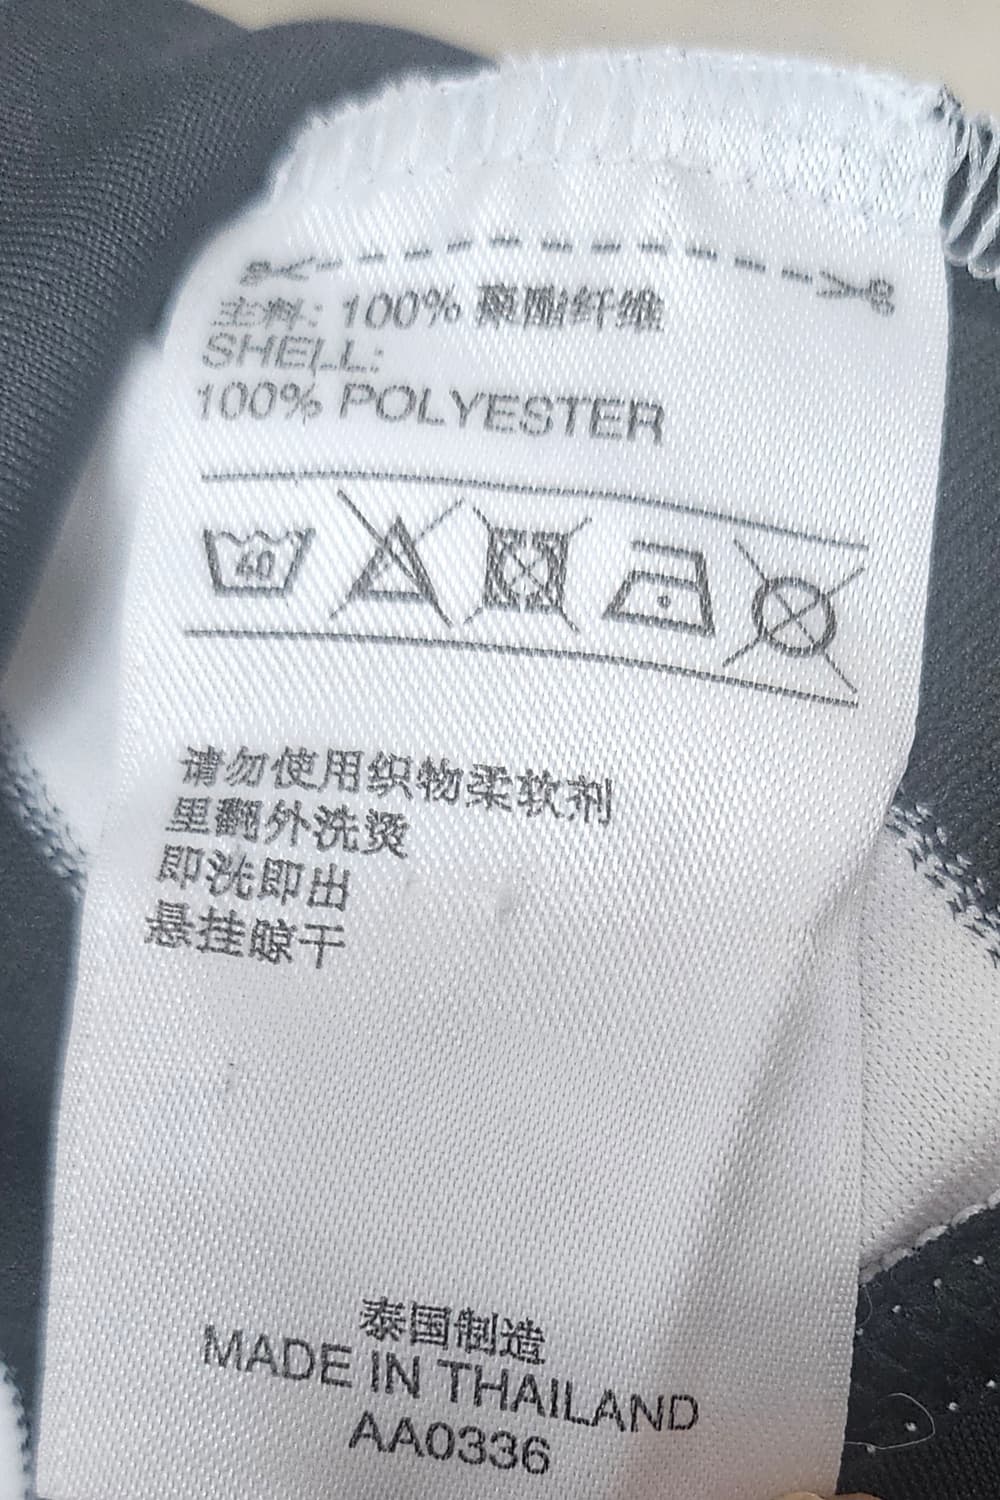 主料: 100% 聚酯纤维
SHELL:
100% POLYESTER
40
请勿使用织物柔软剂
里翻外洗烫
即洗即出
悬挂晾干
泰国制造
MADE IN THAILAND
AA0336